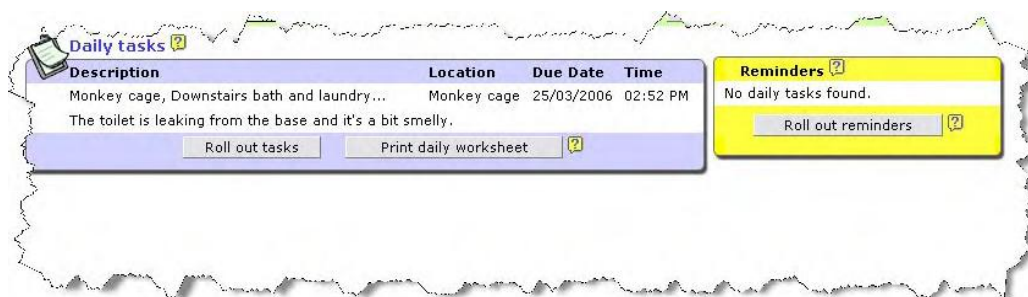 Daily tasks ?
Description Location Due Date Time
Monkey cage, Downstairs bath and laundry... Monkey cage 25/03/2006 02:52 PM
The toilet is leaking from the base and it's a bit smelly.
Roll out tasks Print daily worksheet ?
Reminders ?
No daily tasks found.
Roll out reminders ?